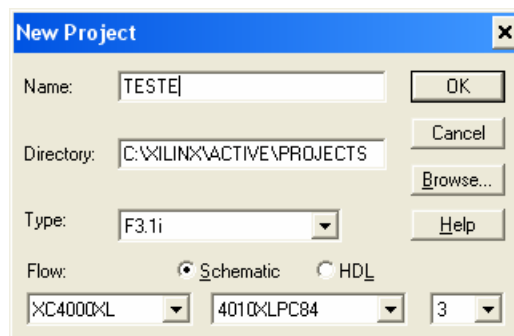 New Project
Name: TESTE OK
Cancel
Directory: C:\XILINX\ACTIVE\PROJECTS
Browse...
Type: F3.1i Help
Flow: Schematic HDL
XC4000XL 4010XLPC84 3